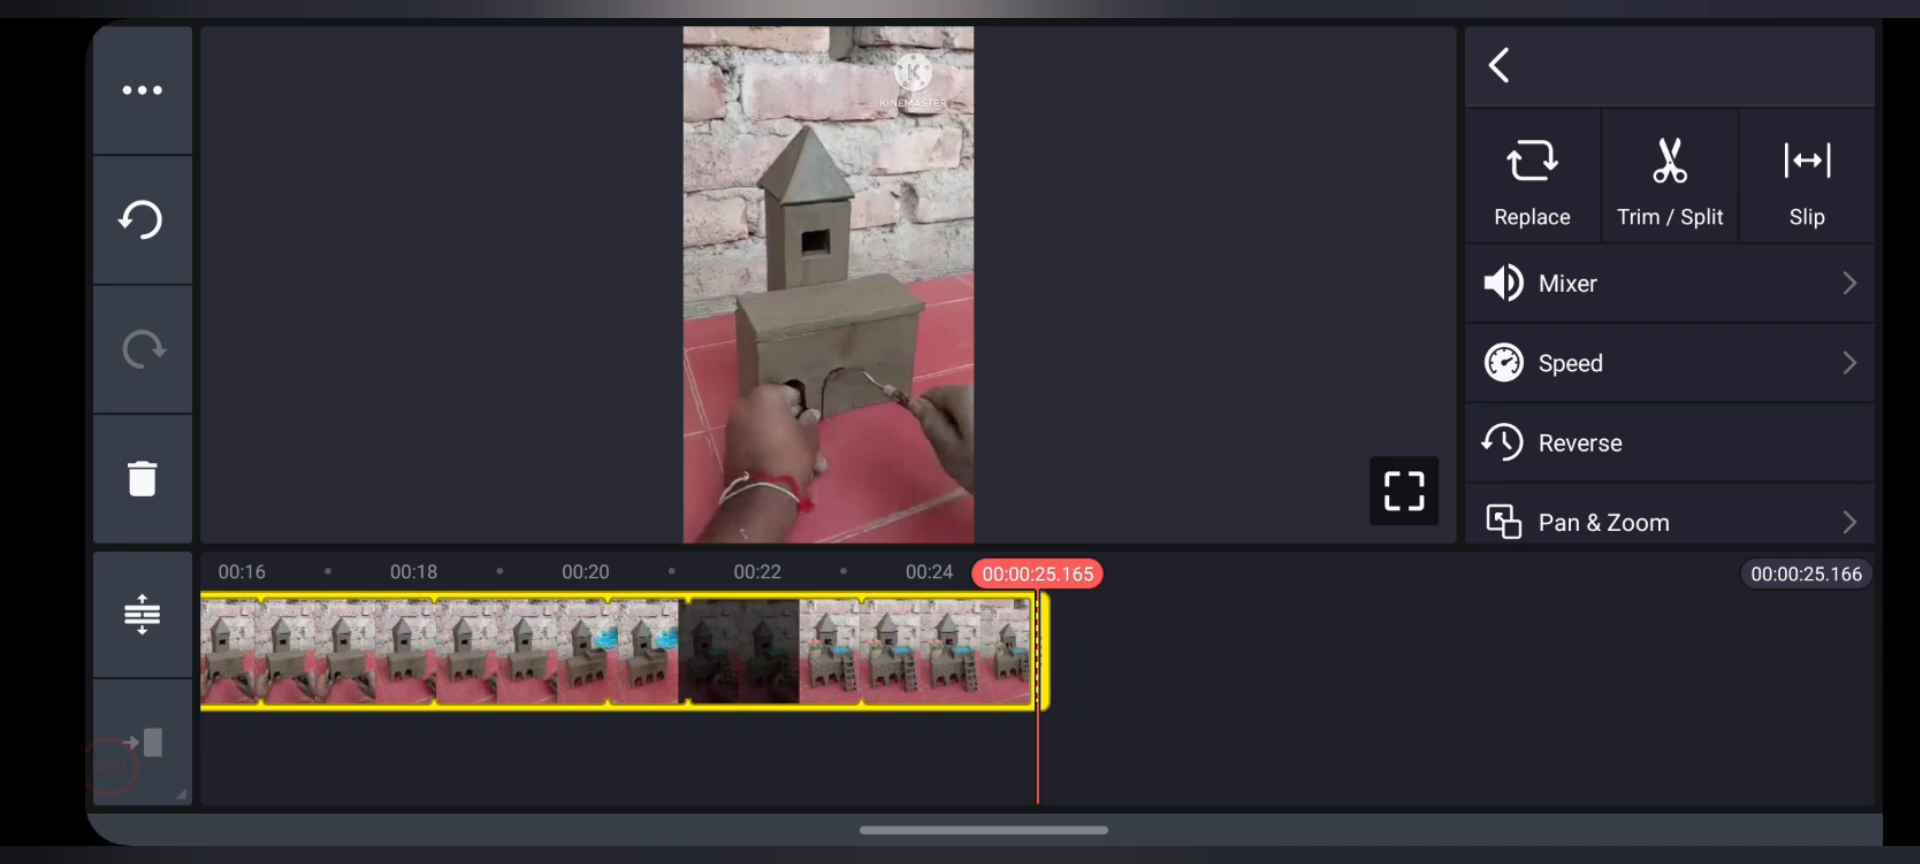 KINEMASTER
Replace
Trim / Split
Slip
Mixer
Speed
Reverse
Pan & Zoom
00:16
00:18
00:20
00:22
00:24
00:00:25.165
00:00:25.166